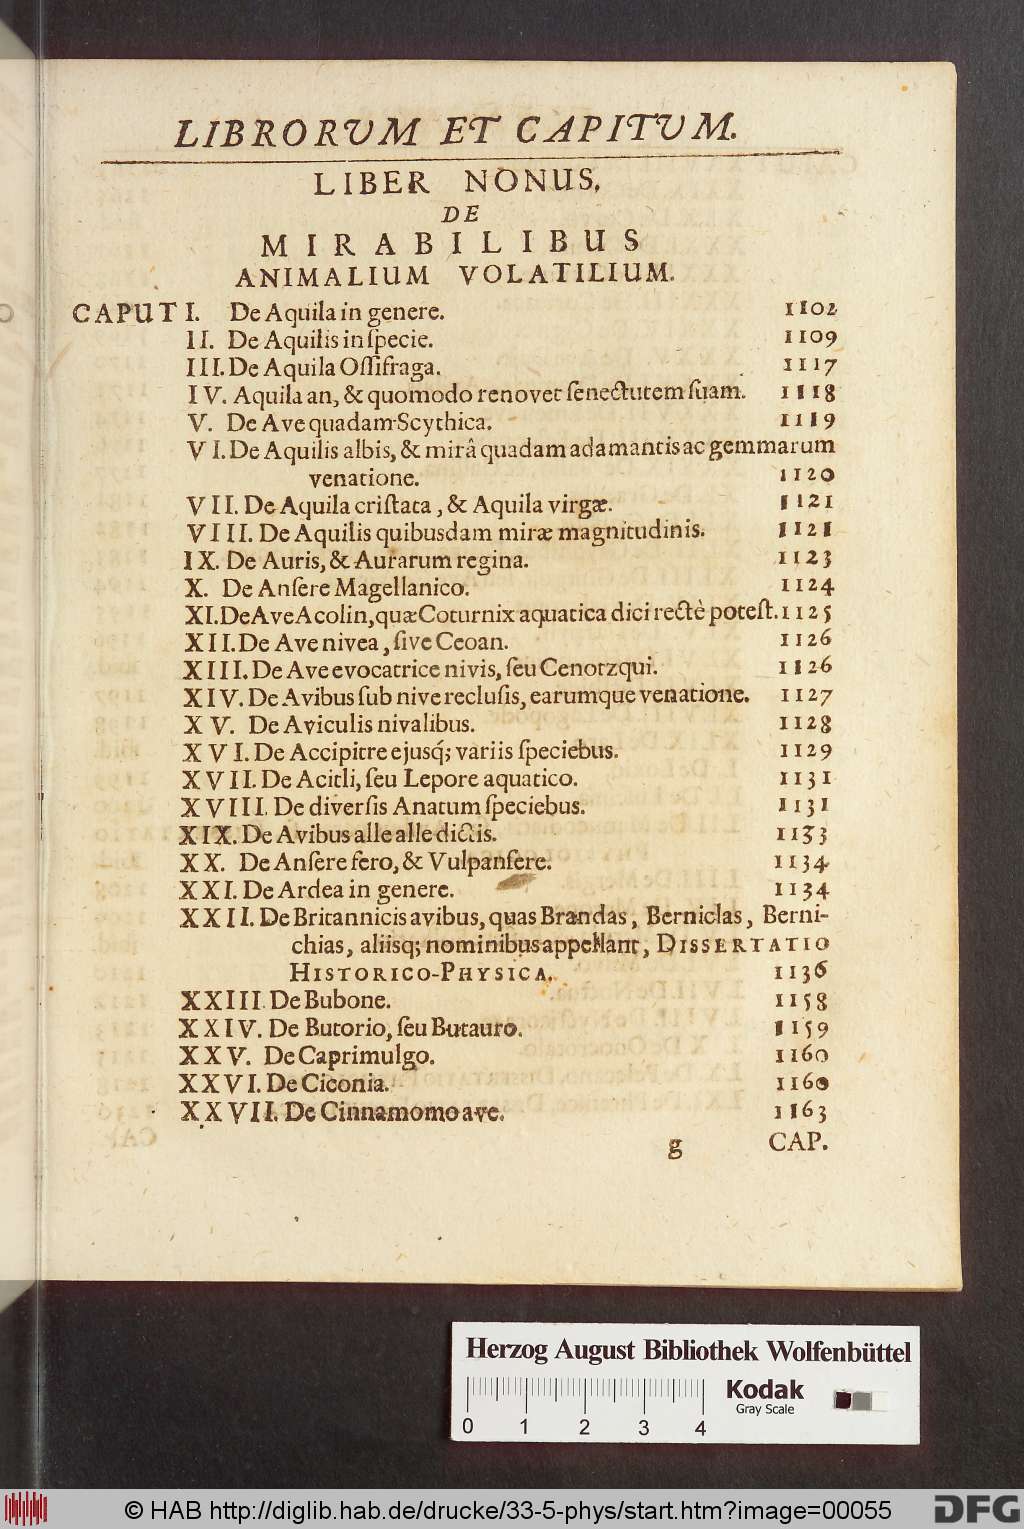 LIBRORVM ET CAPITVM.
LIBER NONUS,
DE
MIRABILIBUS
ANIMALIUM VOLATILIUM.
CAPUT I. De Aquila in genere. 1102
II. De Aquilis in ſpecie. 1109
III. De Aquila Oſſifraga. 1117
IV. Aquila an, & quomodo renovet ſenectutem ſuam. 1118
V. De Ave quadam Scythica. 1119
VI. De Aquilis albis, & mirâ quadam adamantis ac gemmarum
venatione. 1120
VII. De Aquila criſtata, & Aquila virgæ. 1121
VIII. De Aquilis quibusdam miræ magnitudinis. 1121
IX. De Auris, & Aurarum regina. 1123
X. De Anſere Magellanico. 1124
XI. De Ave Acolin, quæ Coturnix aquatica dici rectè poteſt. 1125
XII. De Ave nivea, ſive Ceoan. 1126
XIII. De Ave evocatrice nivis, ſeu Cenotzqui. 1126
XIV. De Avibus ſub nive recluſis, earumque venatione. 1127
XV. De Aviculis nivalibus. 1128
XVI. De Accipitre ejusq́; variis ſpeciebus. 1129
XVII. De Acitli, ſeu Lepore aquatico. 1131
XVIII. De diverſis Anatum ſpeciebus. 1131
XIX. De Avibus alle alle dictis. 1133
XX. De Anſere fero, & Vulpanſere. 1134
XXI. De Ardea in genere. 1134
XXII. De Britannicis avibus, quas Brandas, Berniclas, Berni-
chias, aliisq; nominibus appellant, DISSERTATIO
HISTORICO-PHYSICA. 1136
XXIII. De Bubone. 1158
XXIV. De Butorio, ſeu Butauro. 1159
XXV. De Caprimulgo. 1160
XXVI. De Ciconia. 1160
XXVII. De Cinnamomo ave. 1163
g CAP.
Herzog August Bibliothek Wolfenbüttel
Kodak
Gray Scale
0 1 2 3 4
© HAB http://diglib.hab.de/drucke/33-5-phys/start.htm?image=00055
DFG